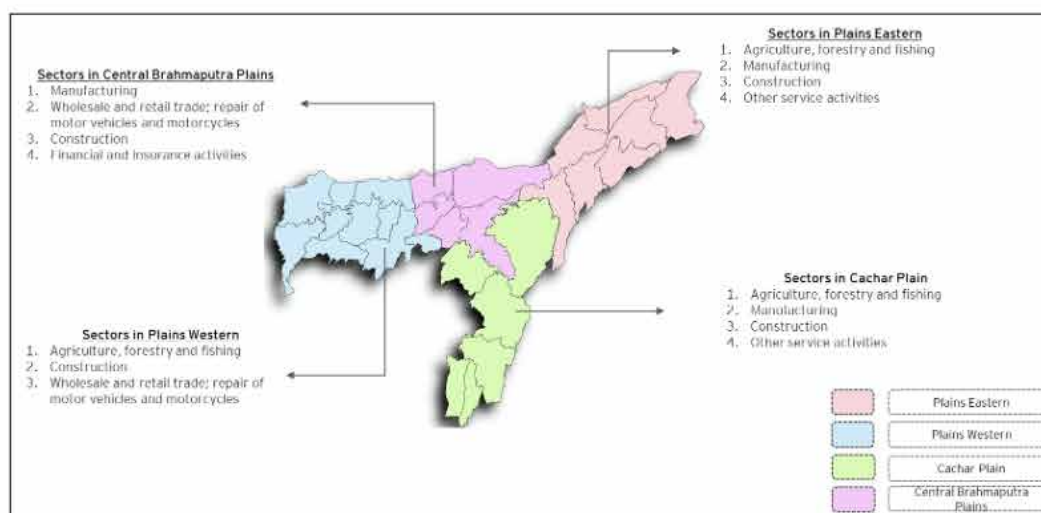 Sectors in Plains Eastern
1. Agriculture, forestry and fishing
2. Manufacturing
3. Construction
4. Other service activities
Sectors in Central Brahmaputra Plains
1. Manufacturing
2. Wholesale and retail trade; repair of
motor vehicles and motorcycles
3. Construction
4. Financial and insurance activities
Sectors in Cachar Plain
1. Agriculture, forestry and fishing
2. Manufacturing
3. Construction
4. Other service activities
Sectors in Plains Western
1. Agriculture, forestry and fishing
2. Construction
3. Wholesale and retail trade; repair of
motor vehicles and motorcycles
Plains Eastern
Plains Western
Cachar Plain
Central Brahmaputra
Plains